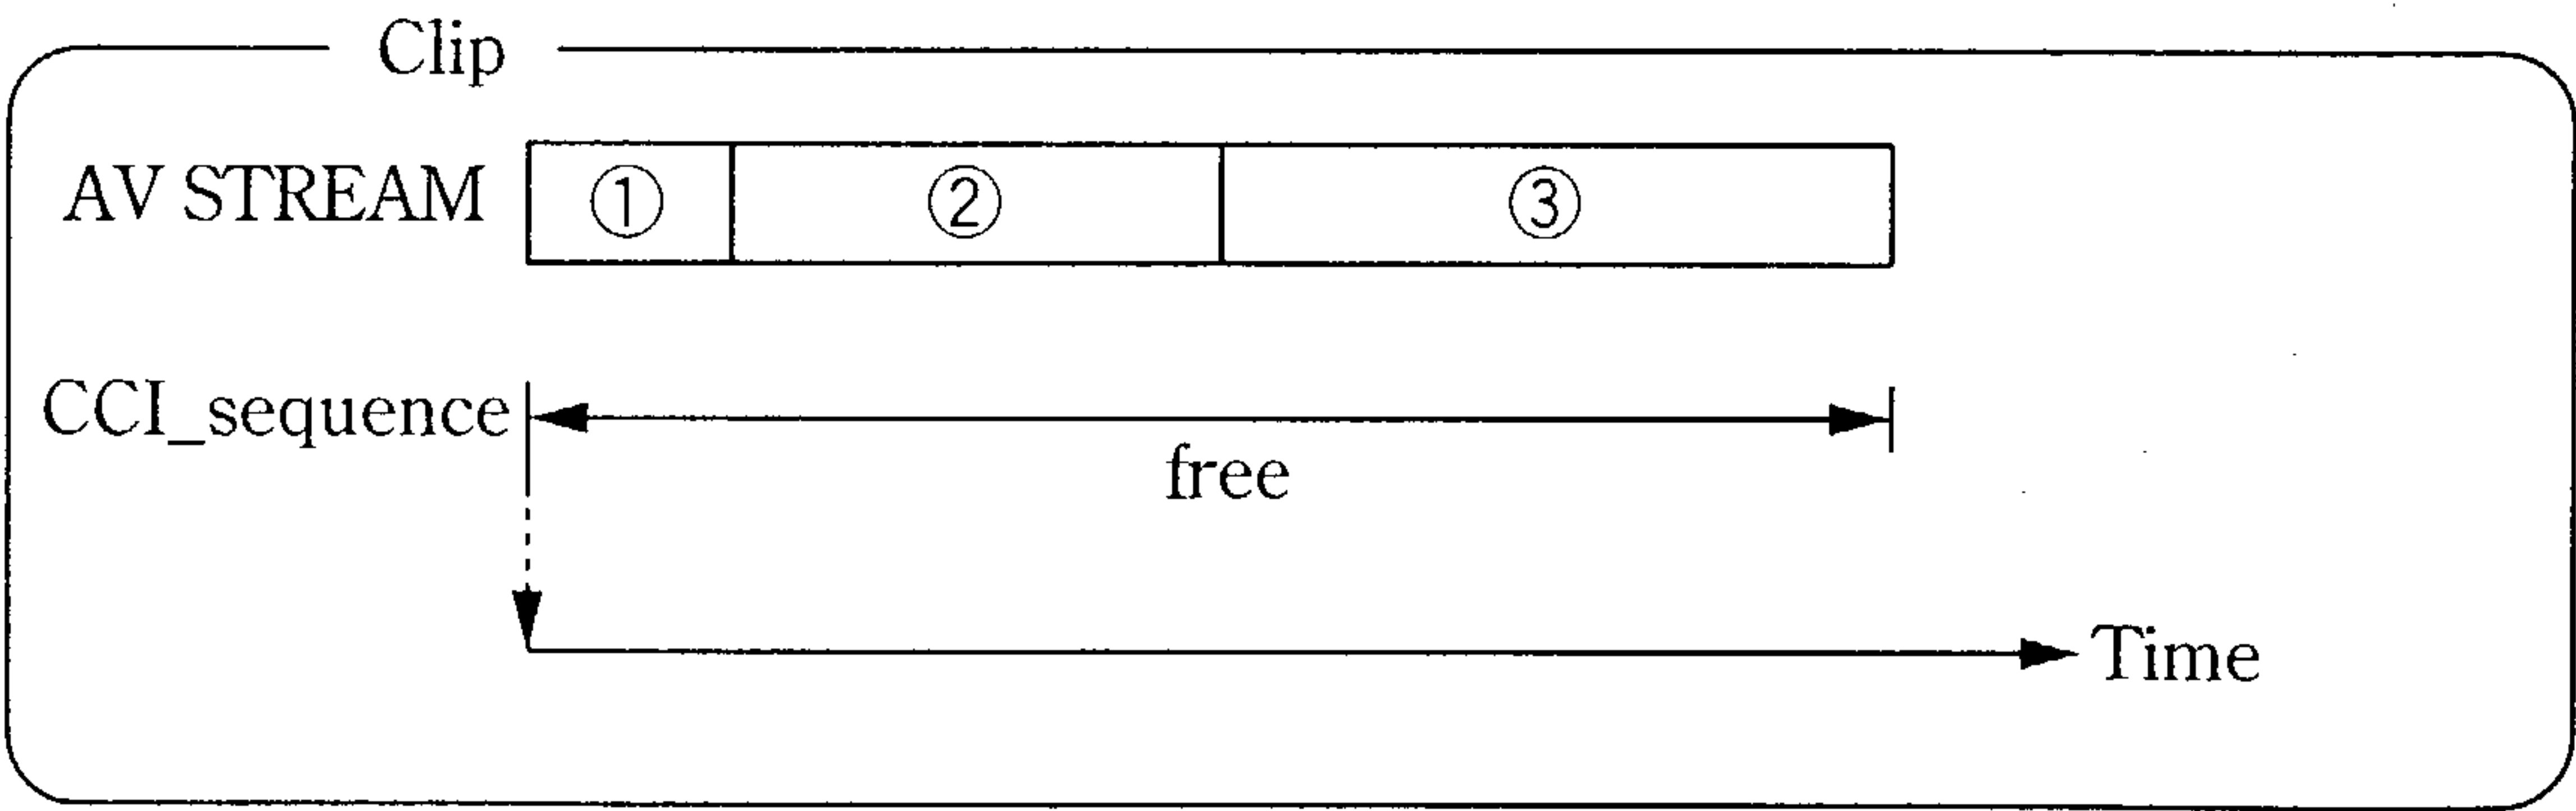 Clip
AV STREAM ① ② ③
CCI_sequence
free
Time